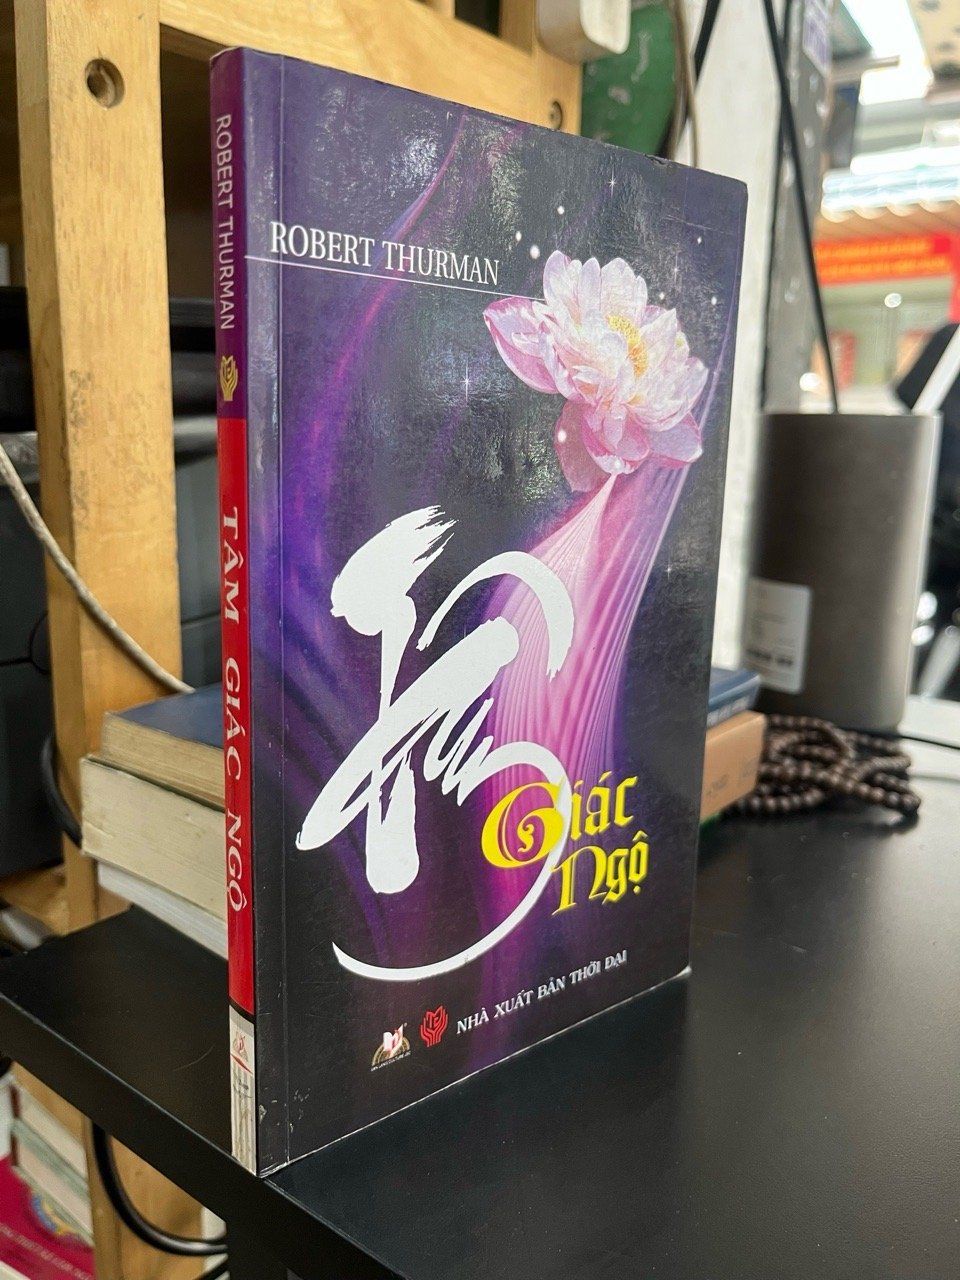 ROBERT THURMAN
TÂM GIÁC NGỘ
ROBERT THURMAN
Tâm
Giác
Ngộ
NHÀ XUẤT BẢN THỜI ĐẠI